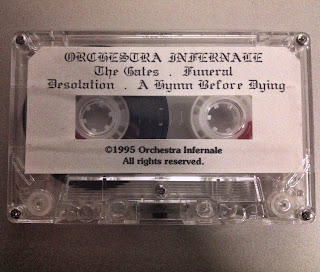 ORCHESTRA INFERNALE
The Gates . Funeral
Desolation . A Hymn Before Dying
©1995 Orchestra Infernale
All rights reserved.